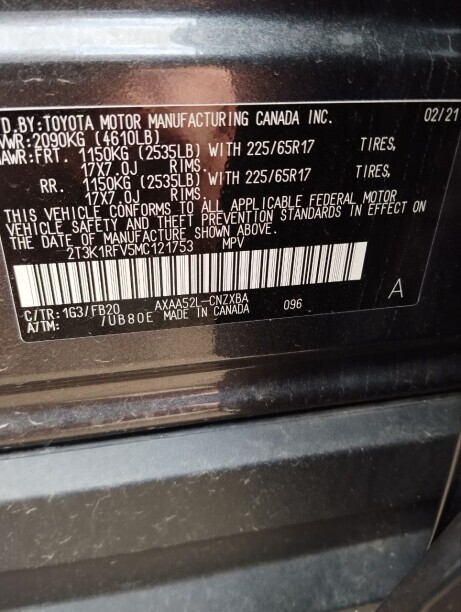 D.BY:TOYOTA MOTOR MANUFACTURING CANADA INC. 02/21
VWR:2090KG (4610LB)
AWR:FRT. 1150KG (2535LB) WITH 225/65R17 TIRES,
17X7.0J RIMS.
RR. 1150KG (2535LB) WITH 225/65R17 TIRES,
17X7.0J RIMS.
THIS VEHICLE CONFORMS TO ALL APPLICABLE FEDERAL MOTOR
VEHICLE SAFETY AND THEFT PREVENTION STANDARDS IN EFFECT ON
THE DATE OF MANUFACTURE SHOWN ABOVE.
2T3K1RFV5MC121753 MPV
C/TR:1G3/FB20 AXAA52L-CNZXBA 096 A
A/TM: /UB80E MADE IN CANADA